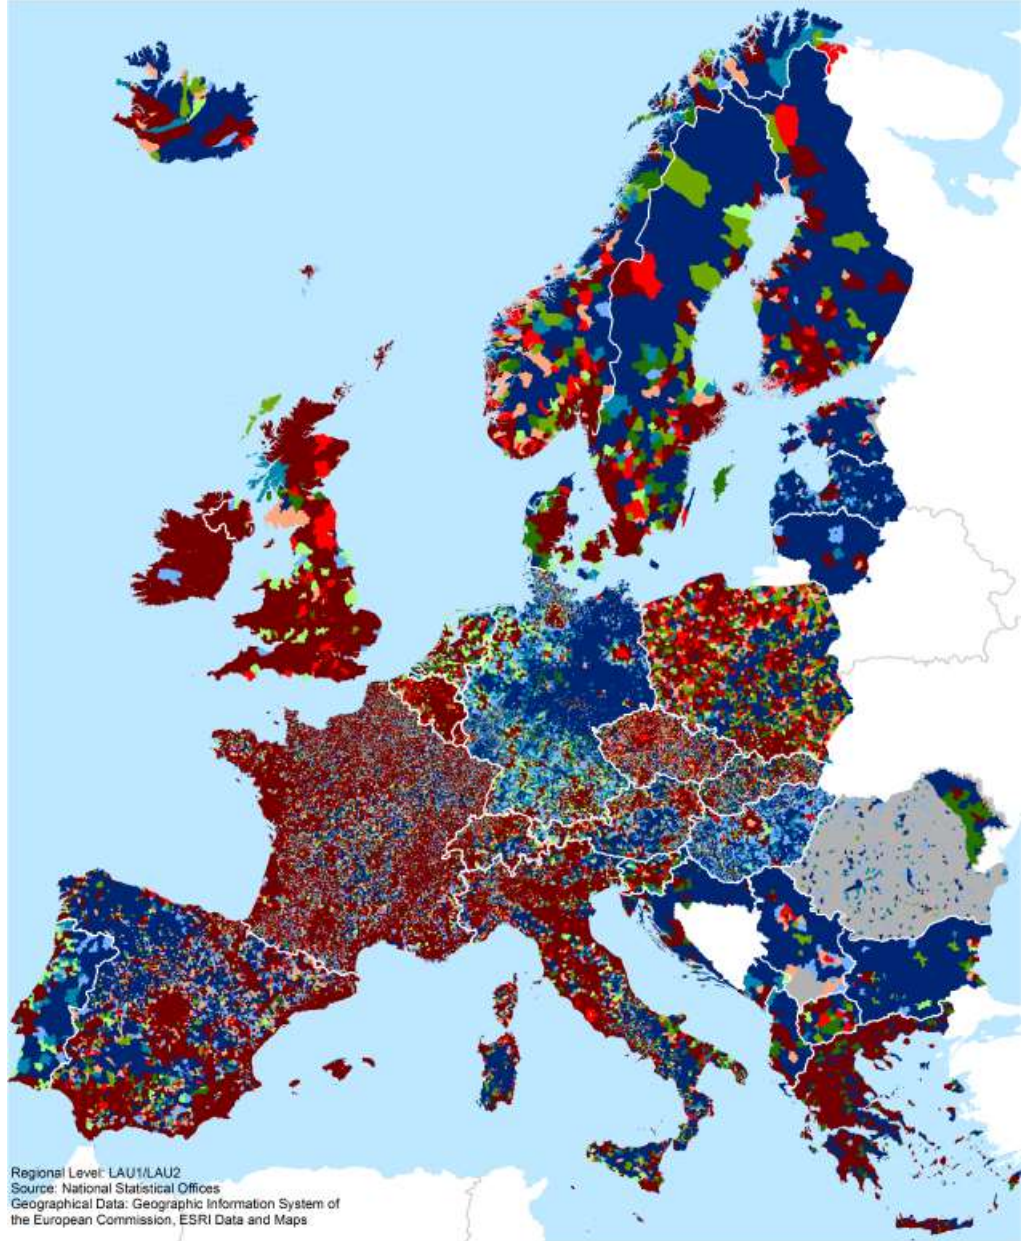 Regional Level: LAU1/LAU2
Source: National Statistical Offices
Geographical Data: Geographic Information System of
the European Commission, ESRI Data and Maps